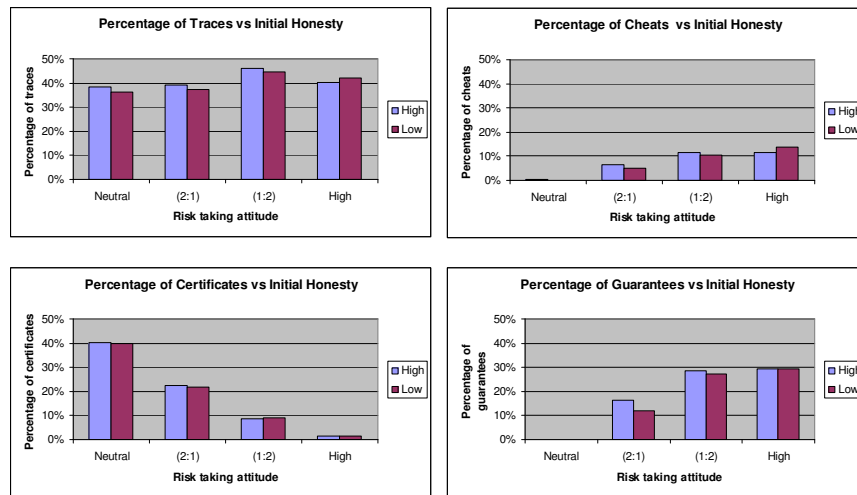 Percentage of Traces vs Initial Honesty
Percentage of traces
50%
40%
30%
20%
10%
0%
Neutral (2:1) (1:2) High
Risk taking attitude
High
Low
Percentage of Cheats vs Initial Honesty
Percentage of cheats
50%
40%
30%
20%
10%
0%
Neutral (2:1) (1:2) High
Risk taking attitude
High
Low
Percentage of Certificates vs Initial Honesty
Percentage of certificates
50%
40%
30%
20%
10%
0%
Neutral (2:1) (1:2) High
Risk taking attitude
High
Low
Percentage of Guarantees vs Initial Honesty
Percentage of
guarantees
50%
40%
30%
20%
10%
0%
Neutral (2:1) (1:2) High
Risk taking attitude
High
Low